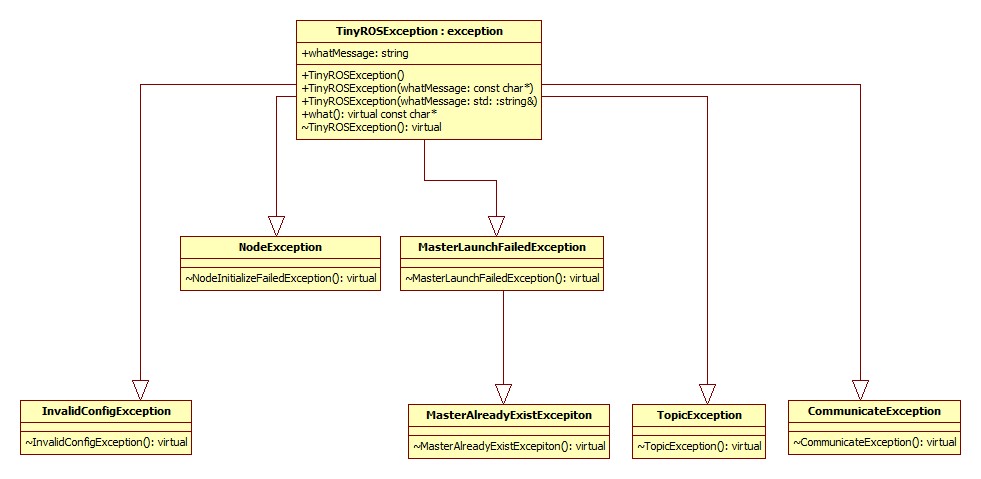 TinyROSException : exception
+whatMessage: string
+TinyROSException()
+TinyROSException(whatMessage: const char*)
+TinyROSException(whatMessage: std: :string&)
+what(): virtual const char*
~TinyROSException(): virtual
NodeException
~NodeInitializeFailedException(): virtual
MasterLaunchFailedException
~MasterLaunchFailedException(): virtual
InvalidConfigException
~InvalidConfigException(): virtual
MasterAlreadyExistExcepiton
~MasterAlreadyExistExcepiton(): virtual
TopicException
~TopicException(): virtual
CommunicateException
~CommunicateException(): virtual